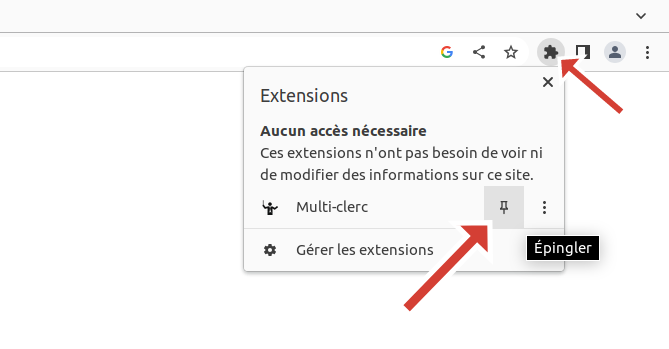 Extensions
Aucun accès nécessaire
Ces extensions n'ont pas besoin de voir ni
de modifier des informations sur ce site.
Multi-clerc
Gérer les extensions
Épingler